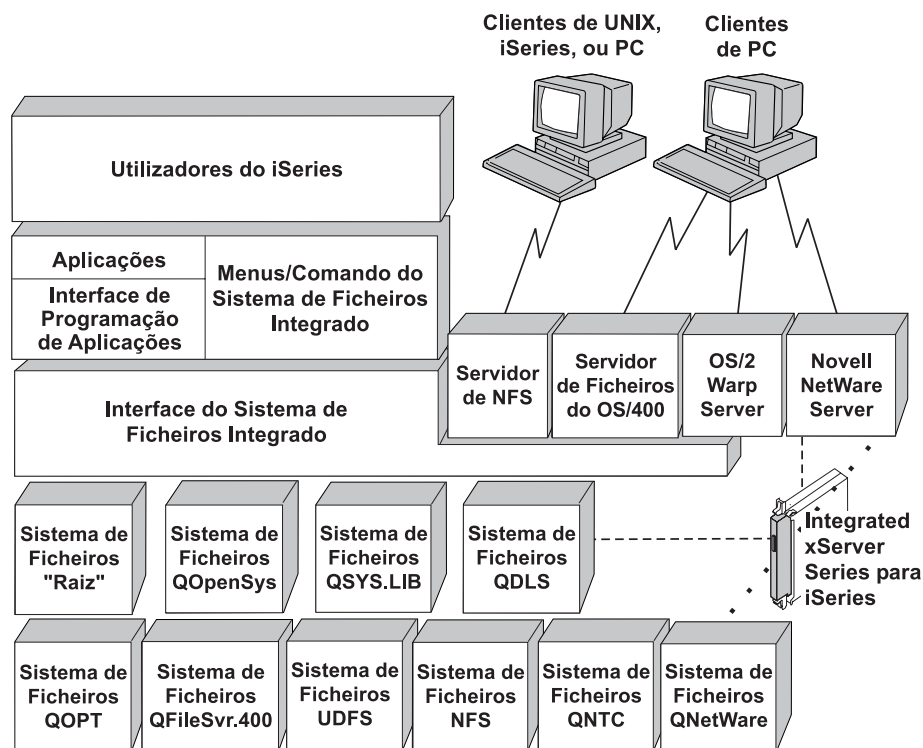 Clientes de UNIX,
iSeries, ou PC
Clientes
de PC
Utilizadores do iSeries
Aplicações
Interface de
Programação
de Aplicações
Menus/Comando do
Sistema de Ficheiros
Integrado
Servidor
de NFS
Servidor
de Ficheiros
do OS/400
OS/2
Warp
Server
Novell
NetWare
Server
Interface do Sistema de
Ficheiros Integrado
Sistema de
Ficheiros
"Raiz"
Sistema de
Ficheiros
QOpenSys
Sistema de
Ficheiros
QSYS.LIB
Sistema de
Ficheiros
QDLS
Integrated
xServer
Series para
iSeries
Sistema de
Ficheiros
QOPT
Sistema de
Ficheiros
QFileSvr.400
Sistema de
Ficheiros
UDFS
Sistema de
Ficheiros
NFS
Sistema de
Ficheiros
QNTC
Sistema de
Ficheiros
QNetWare